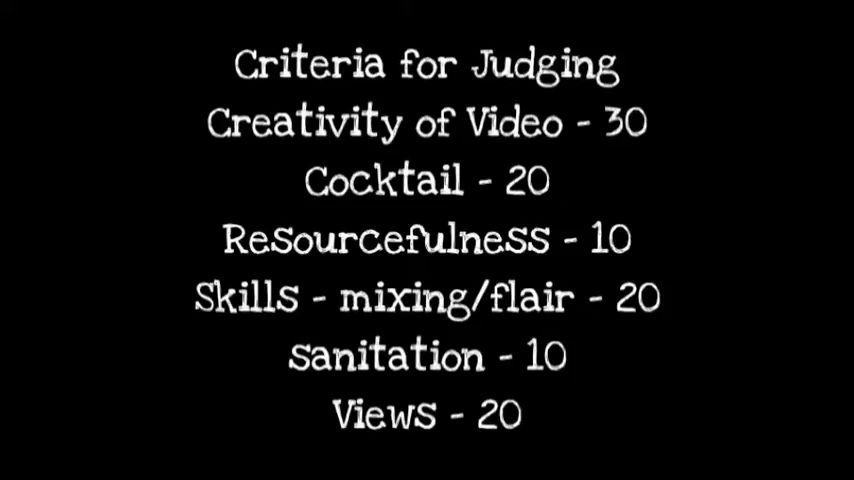 Criteria for Judging
Creativity of Video - 30
Cocktail - 20
Resourcefulness - 10
Skills - mixing/flair - 20
sanitation - 10
Views - 20